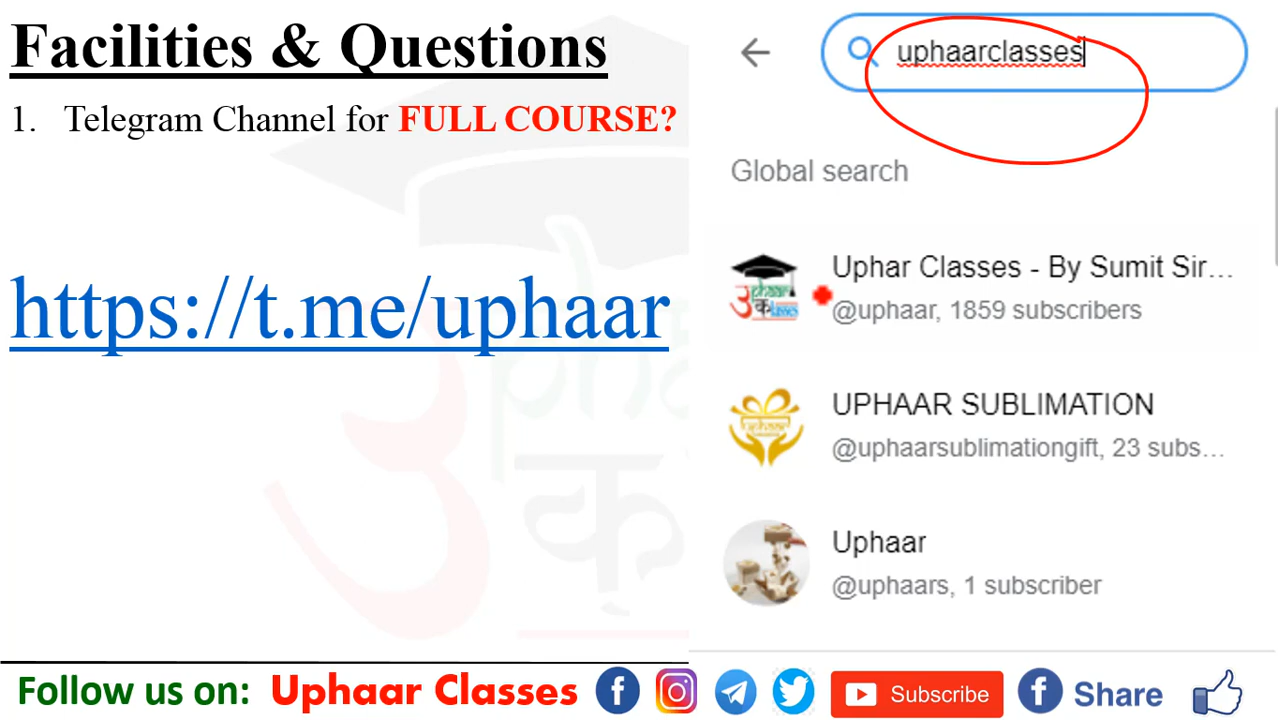 Facilities & Questions
1. Telegram Channel for FULL COURSE?
https://t.me/uphaar
uphaarclasses
Global search
उ क lasses
Uphar Classes - By Sumit Sir...
@uphaar, 1859 subscribers
UPHAAR SUBLIMATION
@uphaarsublimationgift, 23 subs...
Uphaar
@uphaars, 1 subscriber
Follow us on: Uphaar Classes
Subscribe
Share